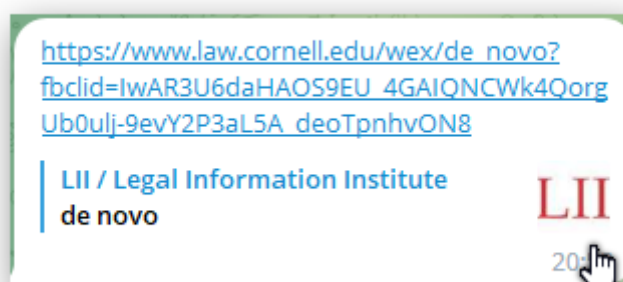 https://www.law.cornell.edu/wex/de_novo?
fbclid=IwAR3U6daHAOS9EU_4GAIQNCWk4Qorg
Ub0ulj-9evY2P3aL5A_deoTpnhvON8
LII / Legal Information Institute
de novo
LII